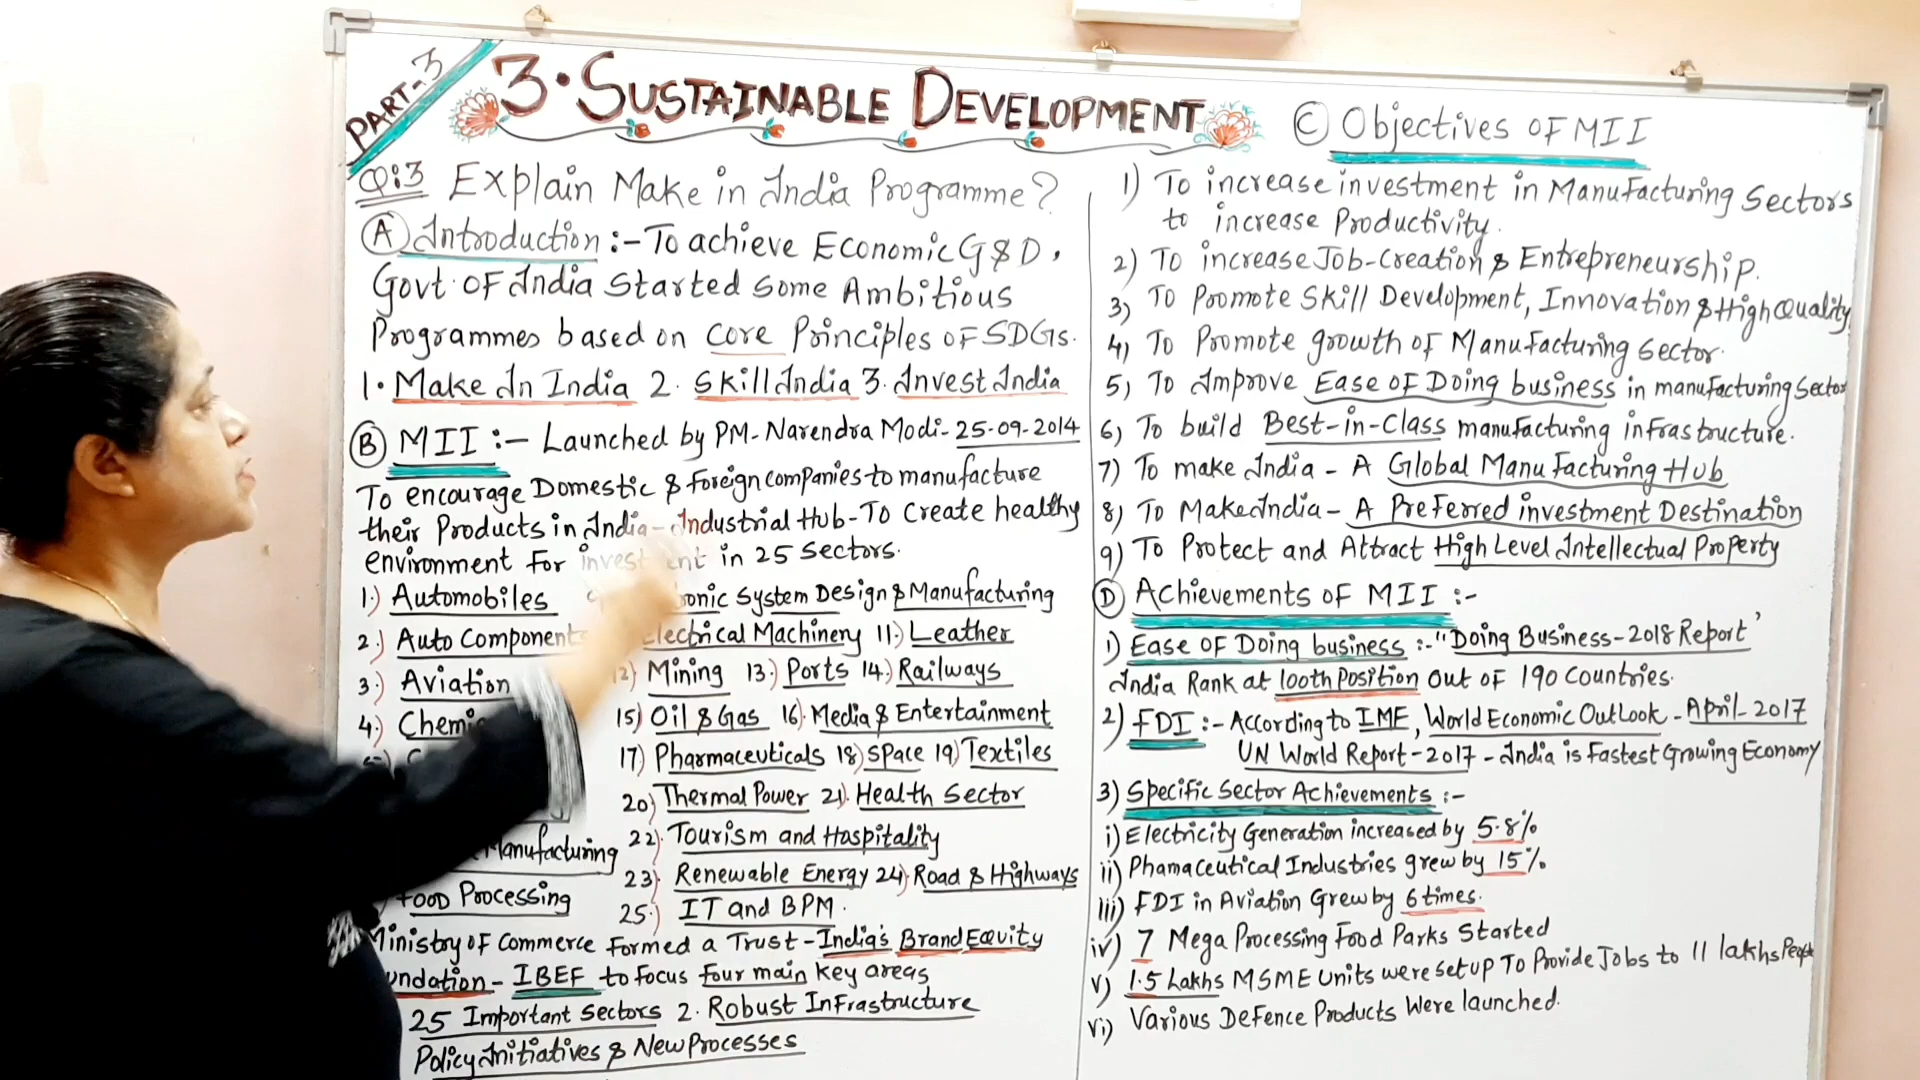 PART-3
3. SUSTAINABLE DEVELOPMENT
Q:3 Explain Make in India Programme?
(A) Introduction :- To achieve Economic G & D,
Govt. OF India Started Some Ambitious
Programmes based on Core Principles OF SDGs.
1. Make In India 2. Skill India 3. Invest India
(B) MII :- Launched by PM- Narendra Modi- 25-09-2014
To encourage Domestic & Foreign companies to manufacture
their Products in India- Industrial Hub- To Create healthy
environment For in 25 Sectors.
1.) Automobiles
System Design & Manufacturing
2.) Auto Components
Electrical Machinery 11.) Leather
3.) Aviation
12) Mining 13.) Ports 14.) Railways
4.)
15) Oil & Gas 16. Media & Entertainment
17) Pharmaceuticals 18) Space 19) Textiles
20) Thermal Power 21. Health Sector
Manufacturing
22) Tourism and Hospitality
Food Processing
23) Renewable Energy 24) Road & Highways
25.) IT and BPM.
Ministry OF Commerce Formed a Trust - India's Brand Equity
- IBEF to Focus Four main Key areas
25 Important Sectors 2. Robust InFrastructure
Policy Initiatives & New Processes
(C) Objectives OF MII
1) To increase investment in Manufacturing Sectors
to increase Productivity.
2) To increase Job-Creation & Entrepreneurship.
3) To Promote Skill Development, Innovation & High Quality
4) To Promote growth of Manufacturing Sector.
5) To Improve Ease OF Doing business in manufacturing Sector
6) To build Best-in-Class manufacturing infrastructure.
7) To make India - A Global Manufacturing Hub
8) To Make India - A Preferred investment Destination
9) To Protect and Attract High Level Intellectual Property
(D) Achievements OF MII :-
1) Ease OF Doing business :- "Doing Business - 2018 Report'
India Rank at 100th Position Out OF 190 Countries.
2) FDI :- According to IMF, World Economic OutLook - April- 2017
UN World Report - 2017 - India is Fastest Growing Economy
3) Specific Sector Achievements :-
i) Electricity Generation increased by 5.8%
ii) Phamaceutical Industries grew by 15%
iii) FDI in Aviation Grew by 6 times.
iv) 7 Mega Processing Food Parks Started
v) 1.5 Lakhs MSME Units were set up To Provide Jobs to 11 lakhs People
vi) Various Defence Products Were launched.